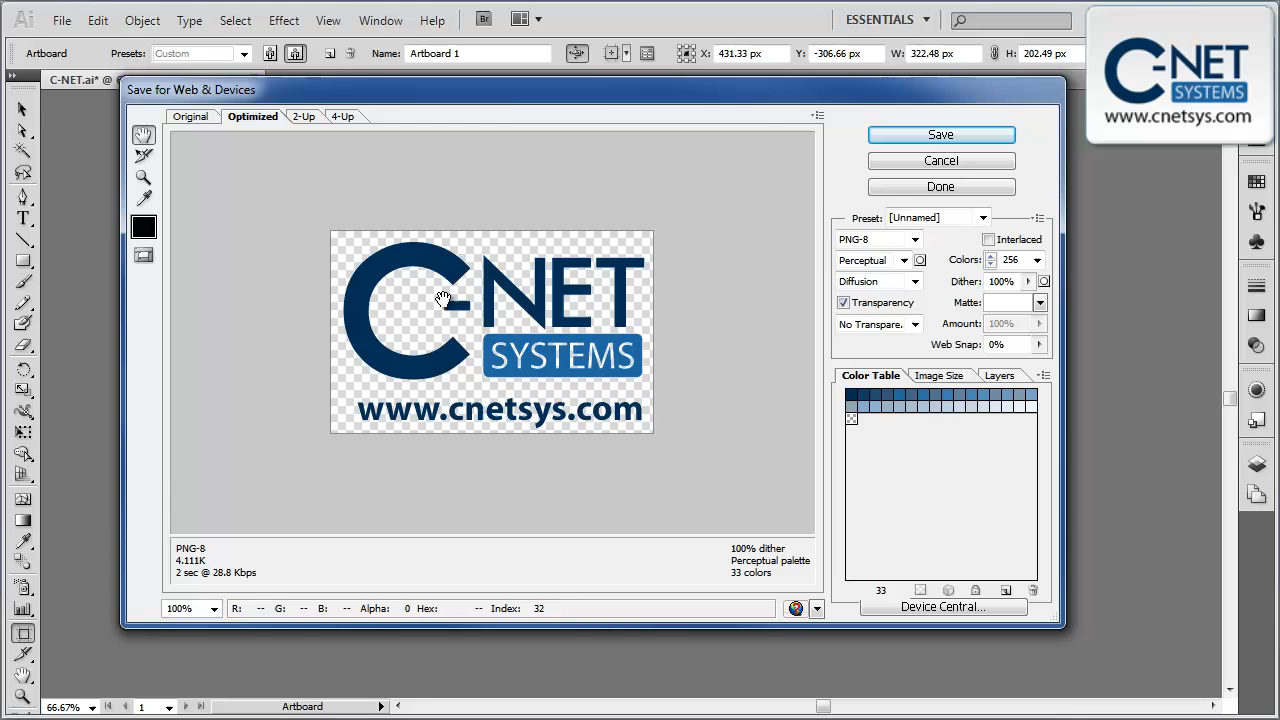 Ai File Edit Object Type Select Effect View Window Help Br ESSENTIALS
Artboard Presets: Custom Name: Artboard 1 431.33 px Y: -306.66 px W: 322.48 px H: 202.49 px
C-NET
SYSTEMS
www.cnetsys.com
C-NET.ai* @
Save for Web & Devices
Original Optimized 2-Up 4-Up
Save
Cancel
Done
Preset: [Unnamed]
PNG-8 Interlaced
Perceptual Colors: 256
Diffusion Dither: 100%
Transparency Matte:
No Transpare. Amount: 100%
Web Snap: 0%
Color Table Image Size Layers
C-NET
SYSTEMS
www.cnetsys.com
PNG-8 100% dither
4.111K Perceptual palette
2 sec @ 28.8 Kbps 33 colors
33
Device Central...
100% R: -- G: -- B: -- Alpha: 0 Hex: -- Index: 32
66.67% 1 Artboard